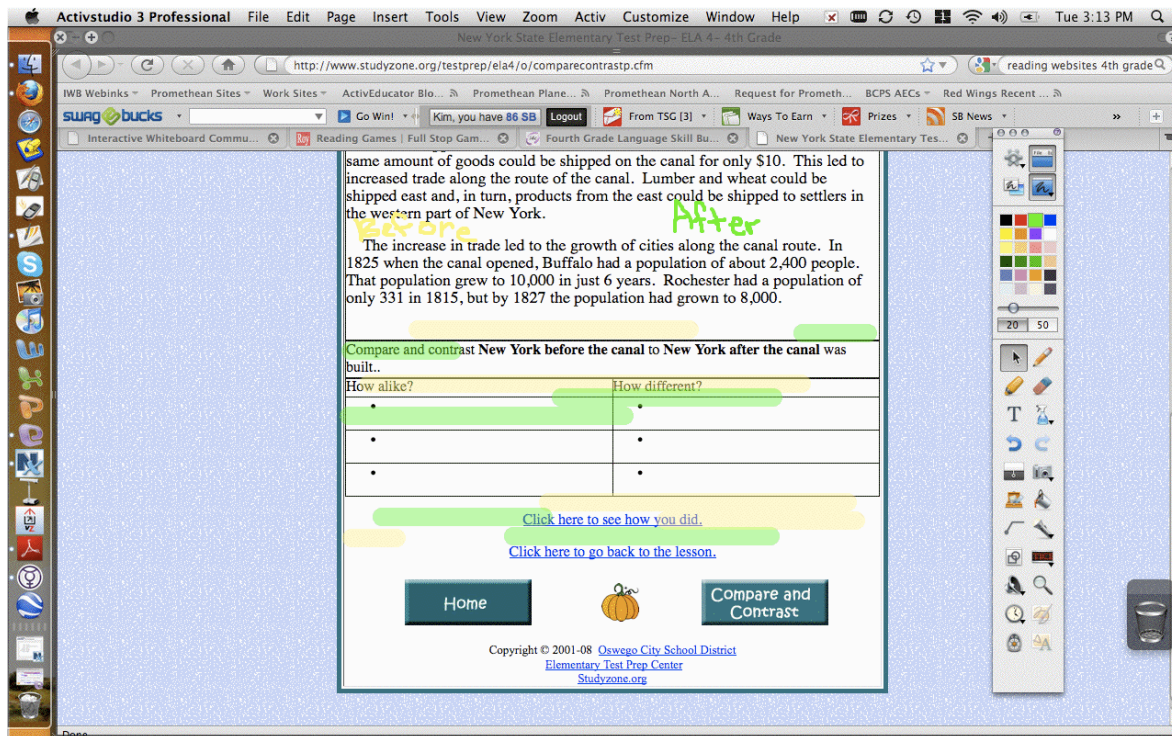 Activstudio 3 Professional File Edit Page Insert Tools View Zoom Activ Customize Window Help Tue 3:13 PM
New York State Elementary Test Prep- ELA 4- 4th Grade
http://www.studyzone.org/testprep/ela4/o/comparecontrastp.cfm reading websites 4th grade
IWB Webinks Promethean Sites Work Sites ActivEducator Blo... Promethean Plane... Promethean North A... Request for Prometh... BCPS AECs Red Wings Recent ...
swagbucks Go Win! Kim, you have 86 SB Logout From TSG [3] Ways To Earn Prizes SB News »
Interactive Whiteboard Commu... Reading Games | Full Stop Gam... Fourth Grade Language Skill Bu... New York State Elementary Tes...
same amount of goods could be shipped on the canal for only $10. This led to
increased trade along the route of the canal. Lumber and wheat could be
shipped east and, in turn, products from the east could be shipped to settlers in
the western part of New York.
Before After
The increase in trade led to the growth of cities along the canal route. In
1825 when the canal opened, Buffalo had a population of about 2,400 people.
That population grew to 10,000 in just 6 years. Rochester had a population of
only 331 in 1815, but by 1827 the population had grown to 8,000.
20 50
Compare and contrast New York before the canal to New York after the canal was
built..
How alike? How different?
Click here to see how you did.
Click here to go back to the lesson.
Home Compare and
Contrast
Copyright © 2001-08 Oswego City School District
Elementary Test Prep Center
Studyzone.org
Done